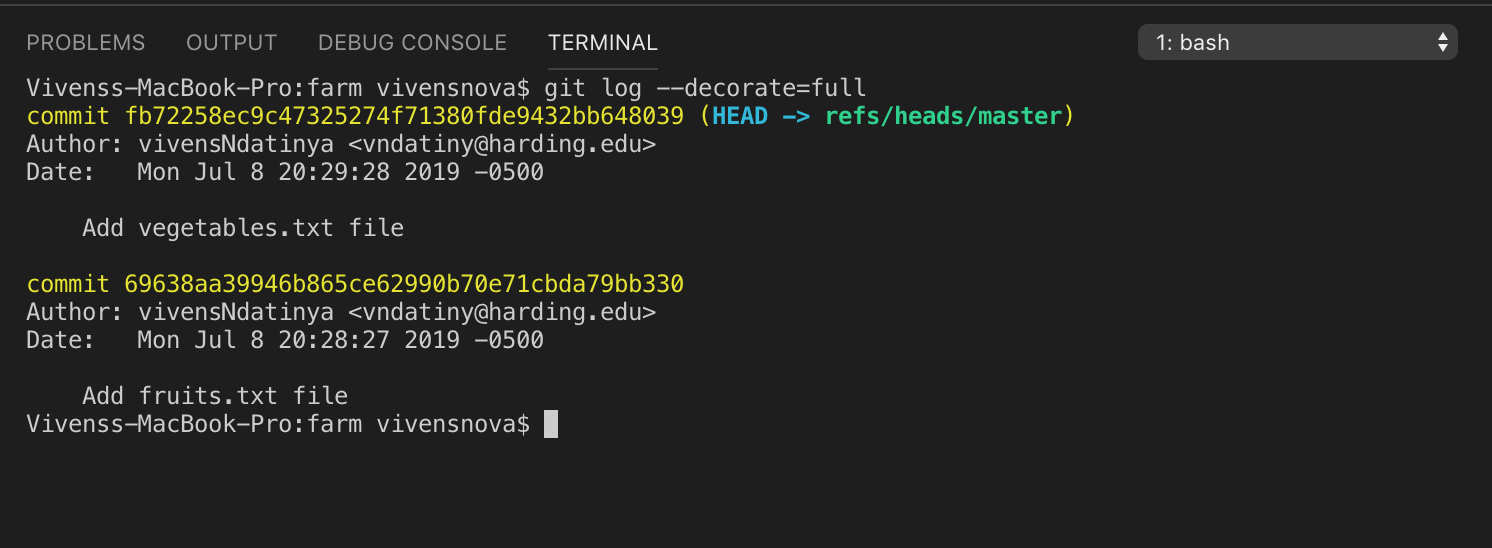 PROBLEMS OUTPUT DEBUG CONSOLE TERMINAL 1: bash
Vivenss-MacBook-Pro:farm vivensnova$ git log --decorate=full
commit fb72258ec9c47325274f71380fde9432bb648039 (HEAD -> refs/heads/master)
Author: vivensNdatinya <vndatiny@harding.edu>
Date:   Mon Jul 8 20:29:28 2019 -0500
    Add vegetables.txt file
commit 69638aa39946b865ce62990b70e71cbda79bb330
Author: vivensNdatinya <vndatiny@harding.edu>
Date:   Mon Jul 8 20:28:27 2019 -0500
    Add fruits.txt file
Vivenss-MacBook-Pro:farm vivensnova$